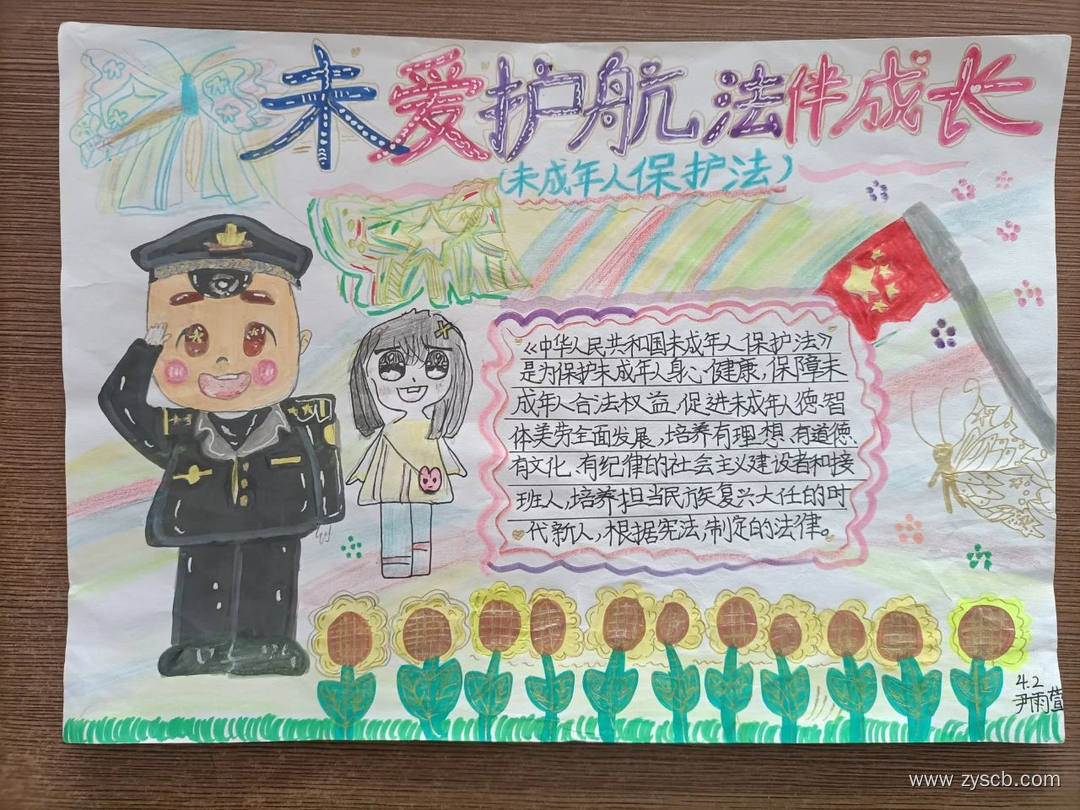 未爱护航 法伴成长
(未成年人保护法)
《中华人民共和国未成年人保护法》
是为保护未成年人身心健康,保障未
成年人合法权益,促进未成年人德智
体美劳全面发展,培养有理想、有道德、
有文化、有纪律的社会主义建设者和接
班人,培养担当民族复兴大任的时
代新人,根据宪法,制定的法律。
4.2
尹雨萱
www.zyscb.com